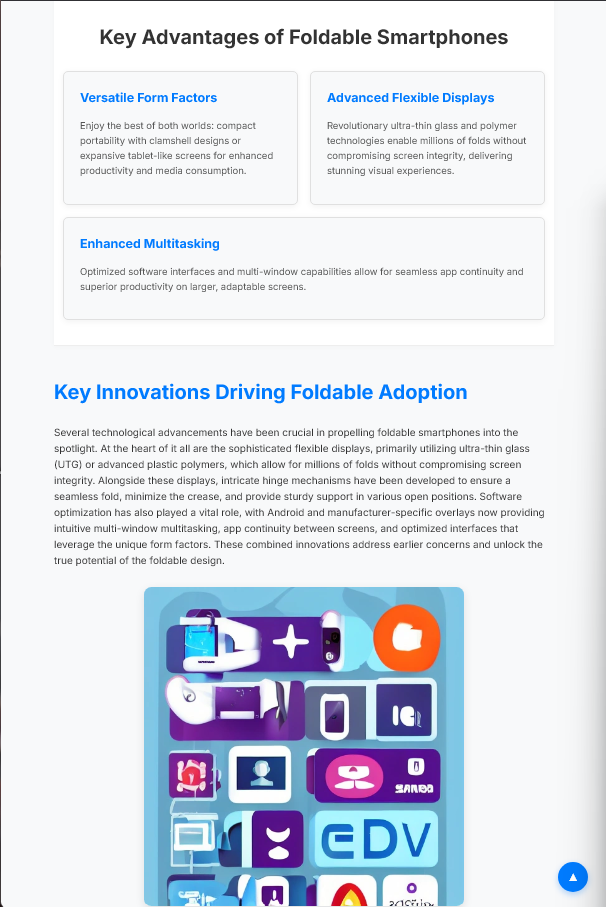 Key Advantages of Foldable Smartphones
Versatile Form Factors
Enjoy the best of both worlds: compact
portability with clamshell designs or
expansive tablet-like screens for enhanced
productivity and media consumption.
Advanced Flexible Displays
Revolutionary ultra-thin glass and polymer
technologies enable millions of folds without
compromising screen integrity, delivering
stunning visual experiences.
Enhanced Multitasking
Optimized software interfaces and multi-window capabilities allow for seamless app continuity and
superior productivity on larger, adaptable screens.
Key Innovations Driving Foldable Adoption
Several technological advancements have been crucial in propelling foldable smartphones into the
spotlight. At the heart of it all are the sophisticated flexible displays, primarily utilizing ultra-thin glass
(UTG) or advanced plastic polymers, which allow for millions of folds without compromising screen
integrity. Alongside these displays, intricate hinge mechanisms have been developed to ensure a
seamless fold, minimize the crease, and provide sturdy support in various open positions. Software
optimization has also played a vital role, with Android and manufacturer-specific overlays now providing
intuitive multi-window multitasking, app continuity between screens, and optimized interfaces that
leverage the unique form factors. These combined innovations address earlier concerns and unlock the
true potential of the foldable design.
EDV